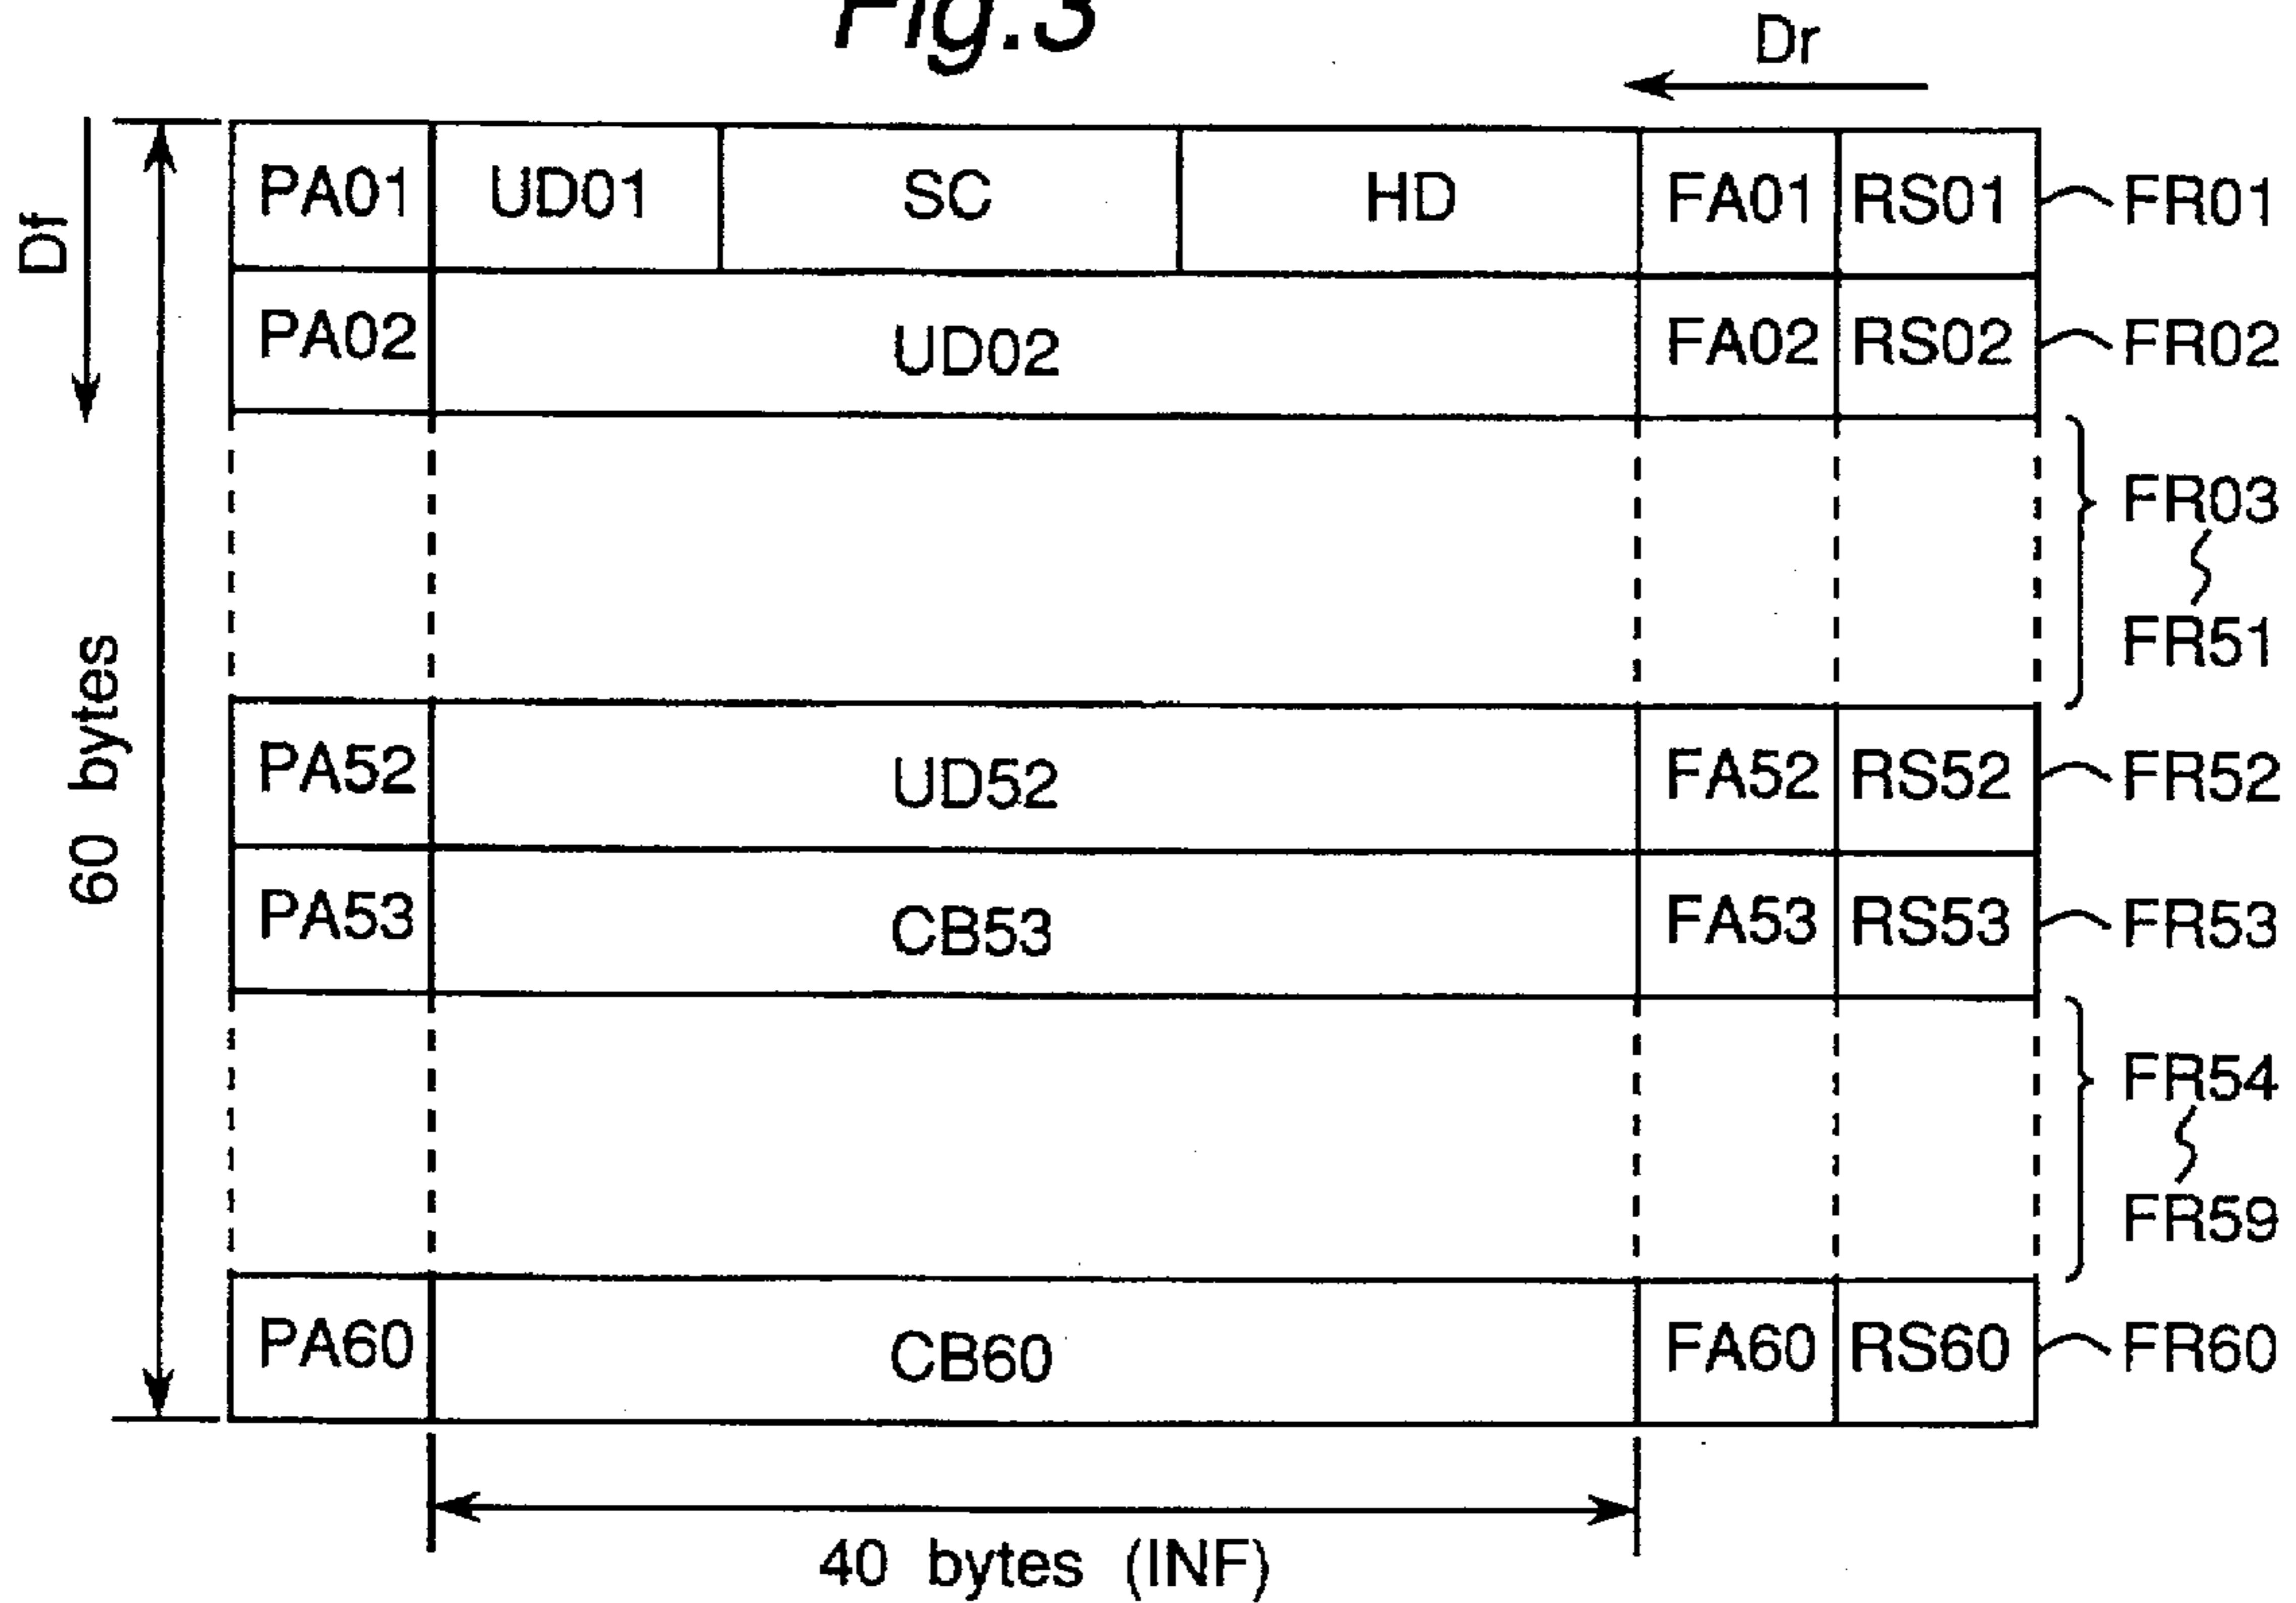 Fig.3
Dr
Df
PA01 UD01 SC HD FA01 RS01 FR01
PA02 UD02 FA02 RS02 FR02
FR03
FR51
60 bytes
PA52 UD52 FA52 RS52 FR52
PA53 CB53 FA53 RS53 FR53
FR54
FR59
PA60 CB60 FA60 RS60 FR60
40 bytes (INF)